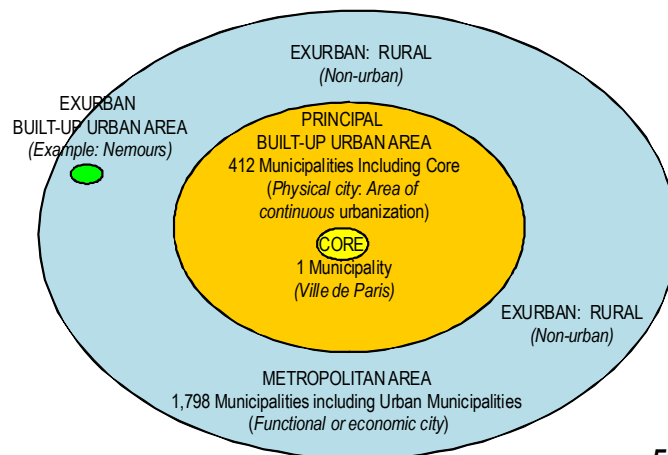 EXURBAN: RURAL
(Non-urban)
EXURBAN
BUILT-UP URBAN AREA
(Example: Nemours)
PRINCIPAL
BUILT-UP URBAN AREA
412 Municipalities Including Core
(Physical city: Area of
continuous urbanization)
CORE
1 Municipality
(Ville de Paris)
EXURBAN: RURAL
(Non-urban)
METROPOLITAN AREA
1,798 Municipalities including Urban Municipalities
(Functional or economic city)